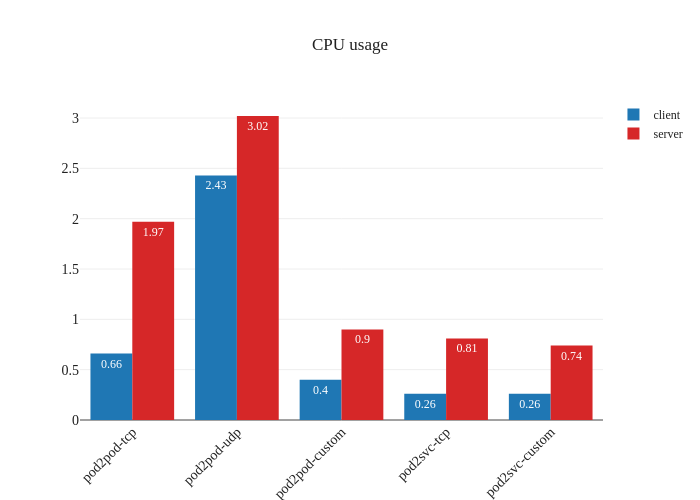 CPU usage
client
server
3
2.5
2
1.5
1
0.5
0
0.66
1.97
2.43
3.02
0.4
0.9
0.26
0.81
0.26
0.74
pod2pod-tcp
pod2pod-udp
pod2pod-custom
pod2svc-tcp
pod2svc-custom